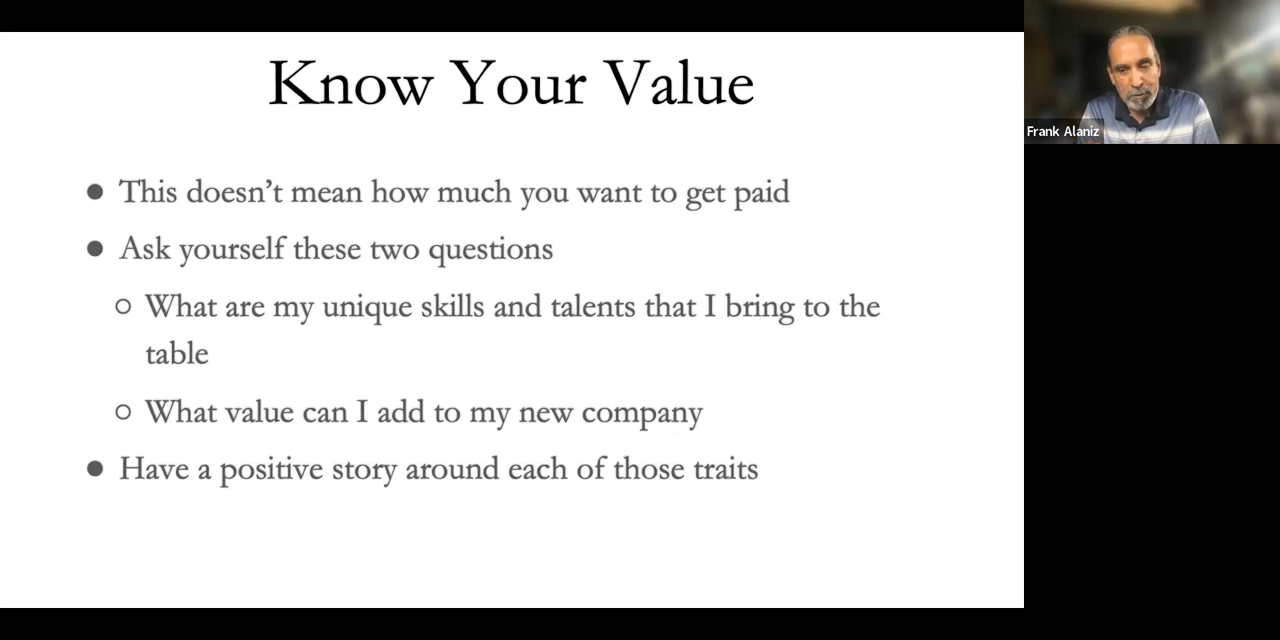 Know Your Value
● This doesn’t mean how much you want to get paid
● Ask yourself these two questions
○ What are my unique skills and talents that I bring to the
table
○ What value can I add to my new company
● Have a positive story around each of those traits
Frank Alaniz